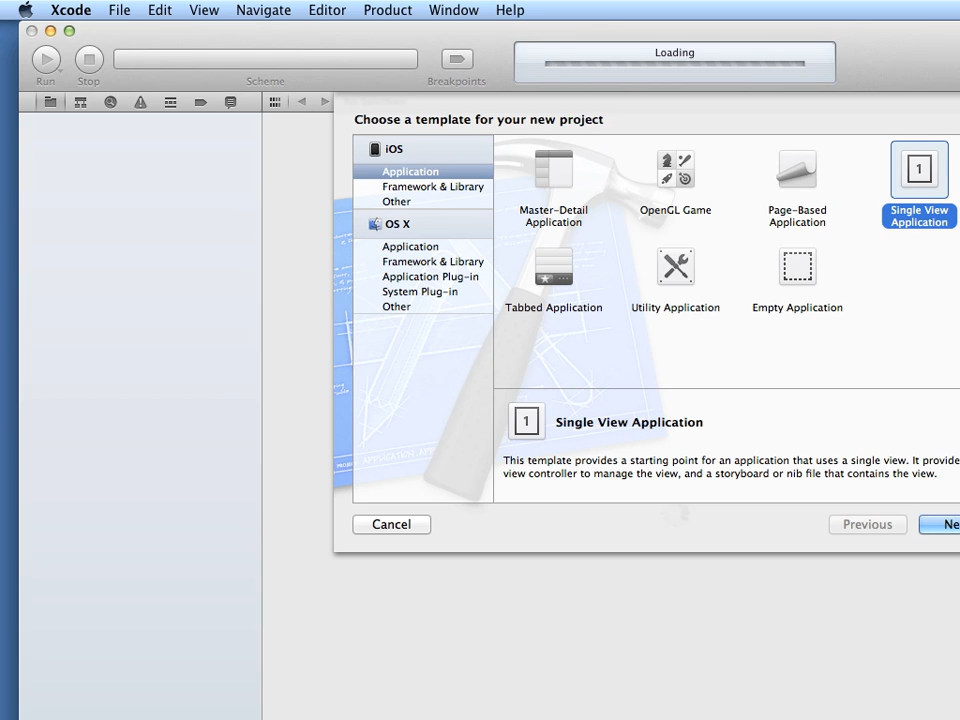 Xcode File Edit View Navigate Editor Product Window Help
Loading
Run Stop Scheme Breakpoints
Choose a template for your new project
iOS
Application
Framework & Library
Other
OS X
Application
Framework & Library
Application Plug-in
System Plug-in
Other
Master-Detail
Application
OpenGL Game
Page-Based
Application
1
Single View
Application
Tabbed Application
Utility Application
Empty Application
1
Single View Application
This template provides a starting point for an application that uses a single view. It provide
view controller to manage the view, and a storyboard or nib file that contains the view.
Cancel
Previous
Ne